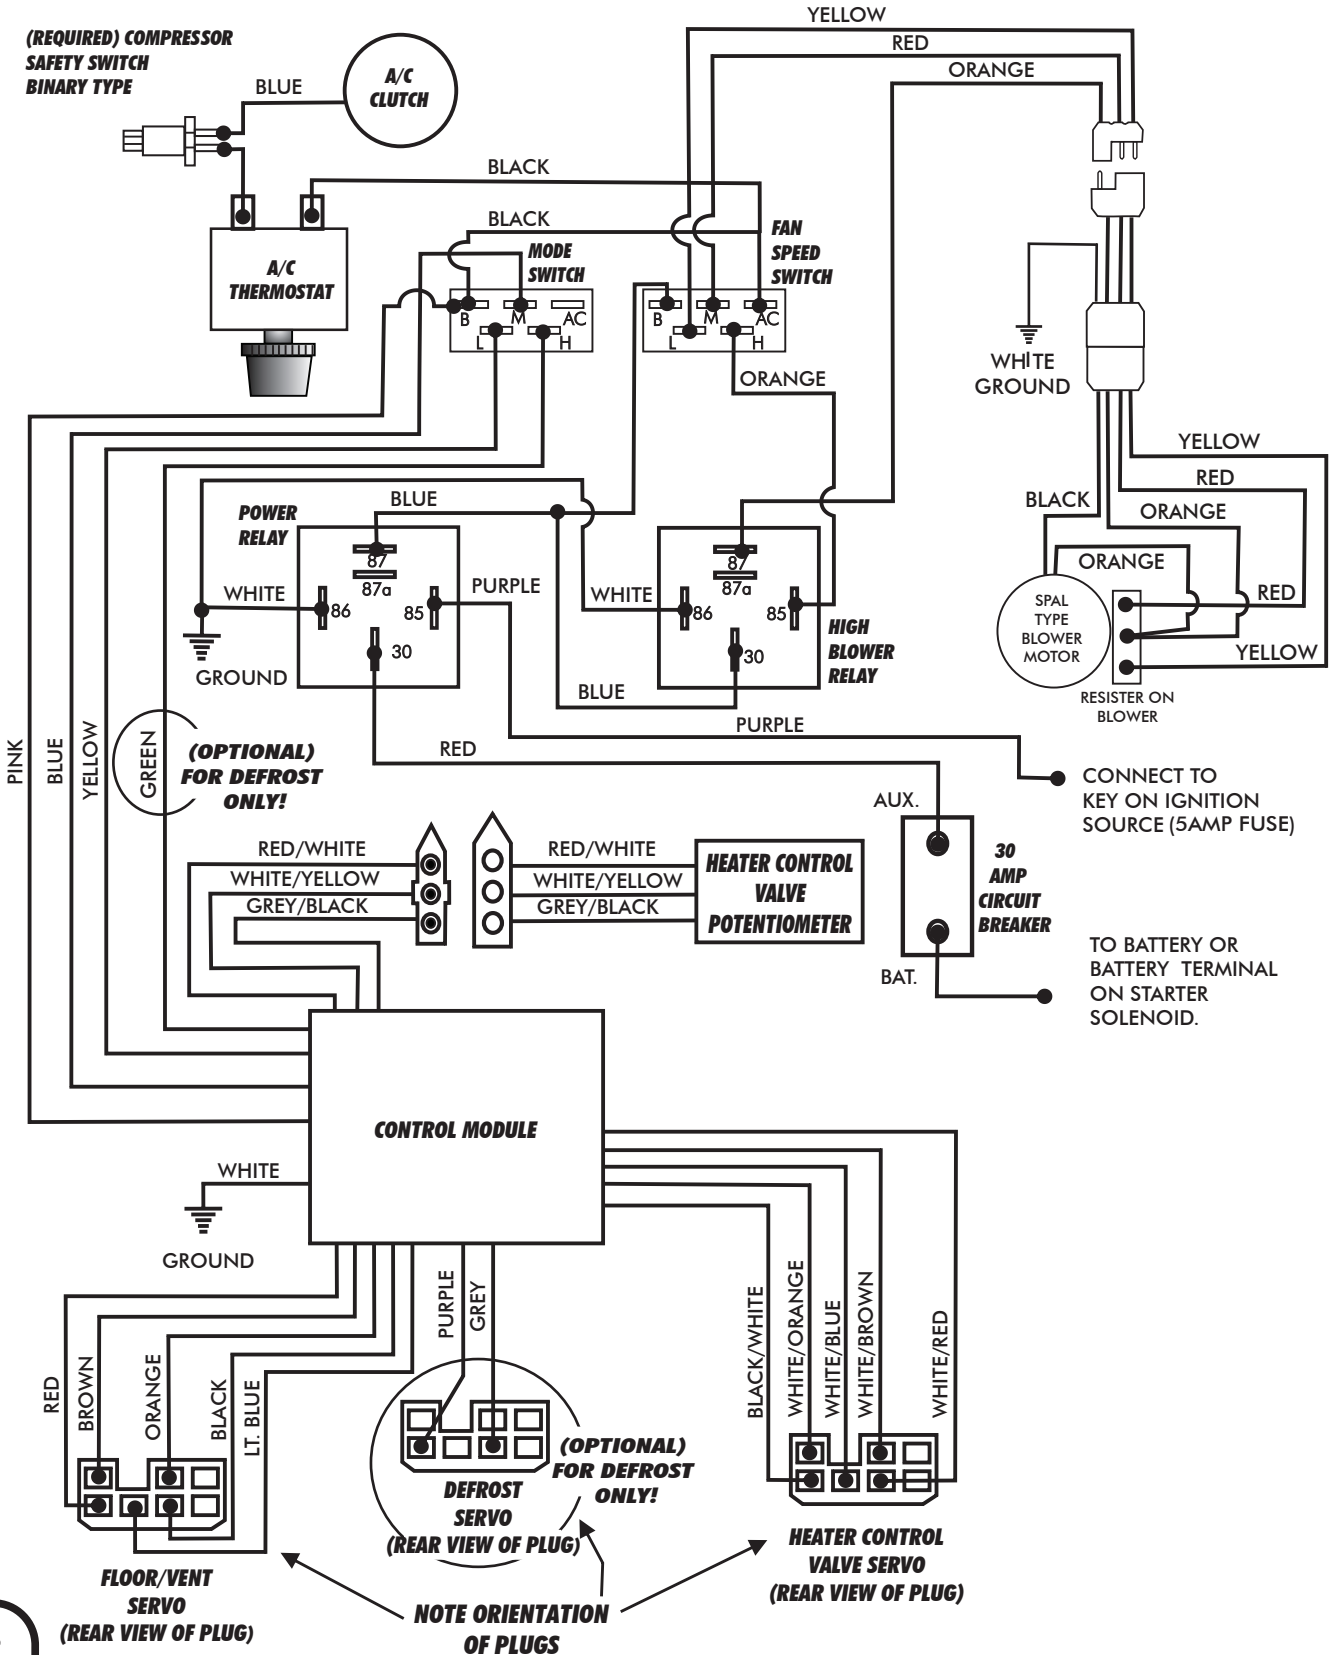 YELLOW
RED
ORANGE
(REQUIRED) COMPRESSOR
SAFETY SWITCH
BINARY TYPE
BLUE
A/C
CLUTCH
BLACK
BLACK
A/C
THERMOSTAT
MODE
SWITCH
B
M
AC
L
H
FAN
SPEED
SWITCH
B
M
AC
L
H
ORANGE
WHITE
GROUND
YELLOW
RED
BLACK
ORANGE
ORANGE
RED
YELLOW
SPAL
TYPE
BLOWER
MOTOR
RESISTER ON
BLOWER
POWER
RELAY
BLUE
87
87a
86
85
30
WHITE
GROUND
PURPLE
WHITE
87
87a
86
85
30
HIGH
BLOWER
RELAY
BLUE
PURPLE
RED
CONNECT TO
KEY ON IGNITION
SOURCE (5AMP FUSE)
PINK
BLUE
YELLOW
GREEN
(OPTIONAL)
FOR DEFROST
ONLY!
AUX.
30
AMP
CIRCUIT
BREAKER
BAT.
TO BATTERY OR
BATTERY TERMINAL
ON STARTER
SOLENOID.
RED/WHITE
WHITE/YELLOW
GREY/BLACK
RED/WHITE
WHITE/YELLOW
GREY/BLACK
HEATER CONTROL
VALVE
POTENTIOMETER
CONTROL MODULE
WHITE
GROUND
RED
BROWN
ORANGE
BLACK
LT. BLUE
PURPLE
GREY
BLACK/WHITE
WHITE/ORANGE
WHITE/BLUE
WHITE/BROWN
WHITE/RED
FLOOR/VENT
SERVO
(REAR VIEW OF PLUG)
DEFROST
SERVO
(REAR VIEW OF PLUG)
(OPTIONAL)
FOR DEFROST
ONLY!
HEATER CONTROL
VALVE SERVO
(REAR VIEW OF PLUG)
NOTE ORIENTATION
OF PLUGS